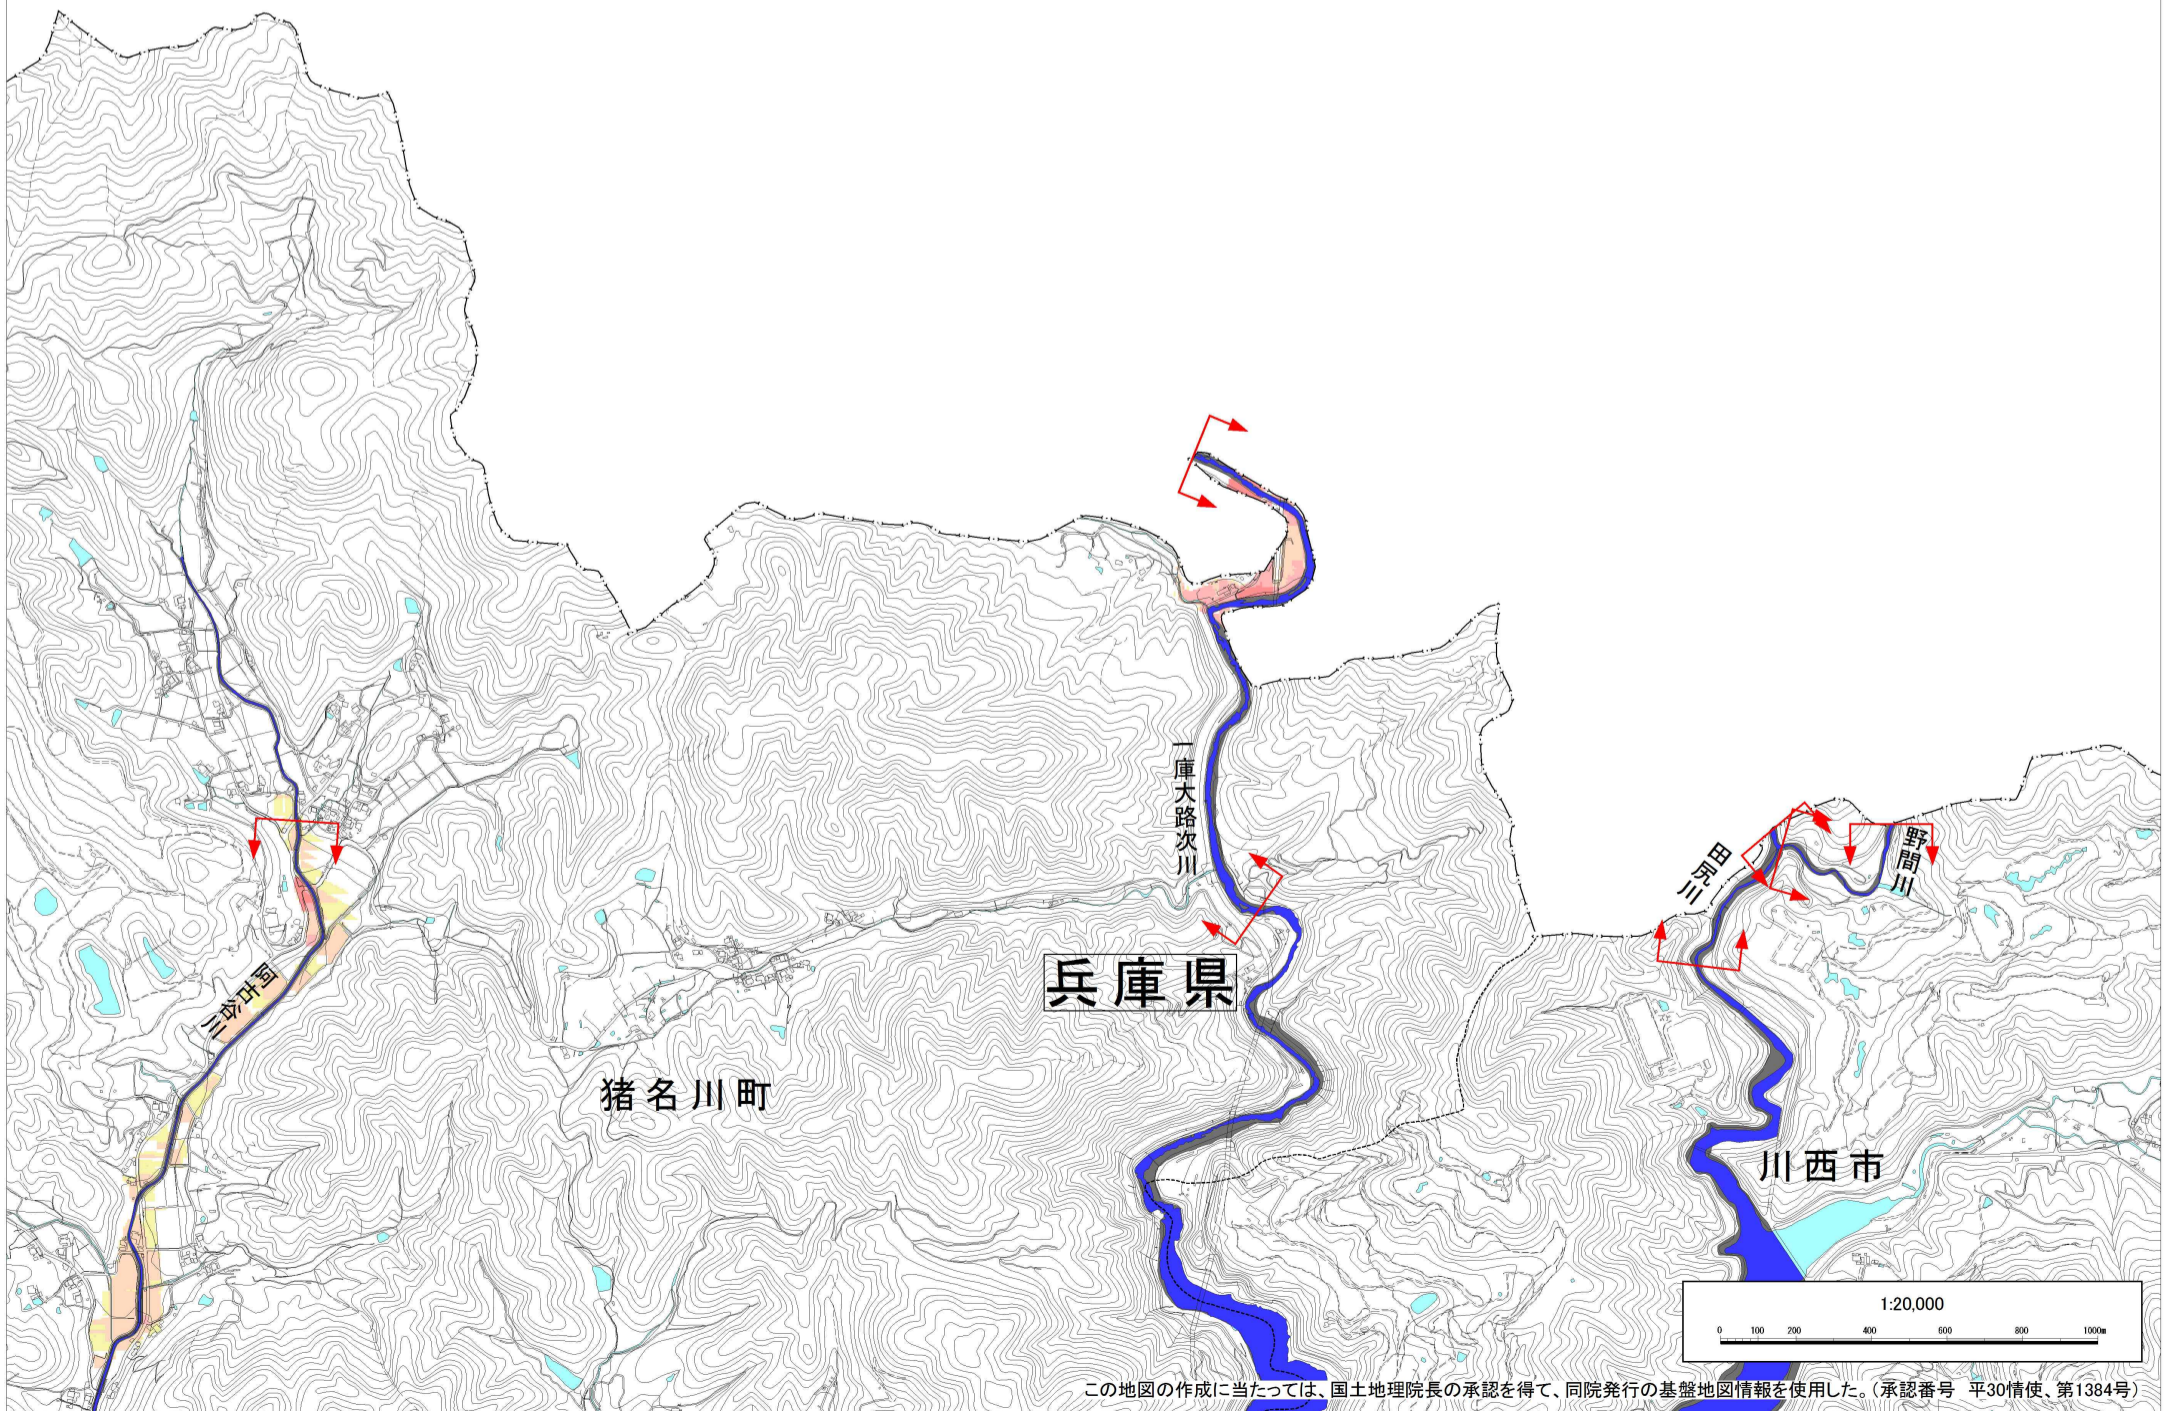 一庫大路次川
田尻川
野間川
阿古谷川
兵庫県
猪名川町
川西市
1:20,000
0 100 200 400 600 800 1000m
この地図の作成に当たっては、国土地理院長の承認を得て、同院発行の基盤地図情報を使用した。(承認番号 平30情使、第1384号)